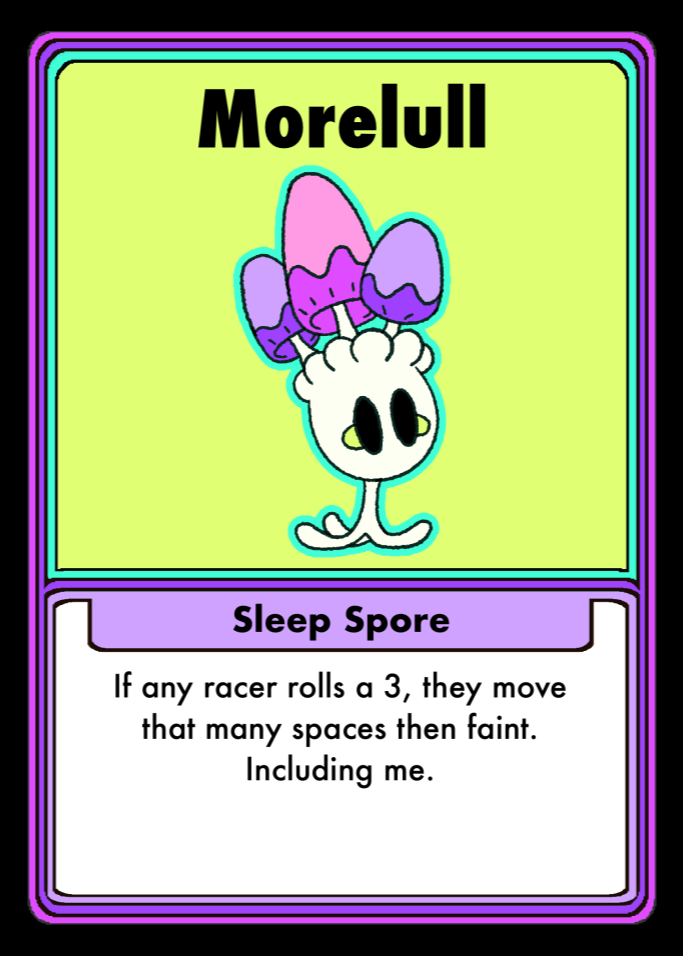 Morelull
Sleep Spore
If any racer rolls a 3, they move
that many spaces then faint.
Including me.